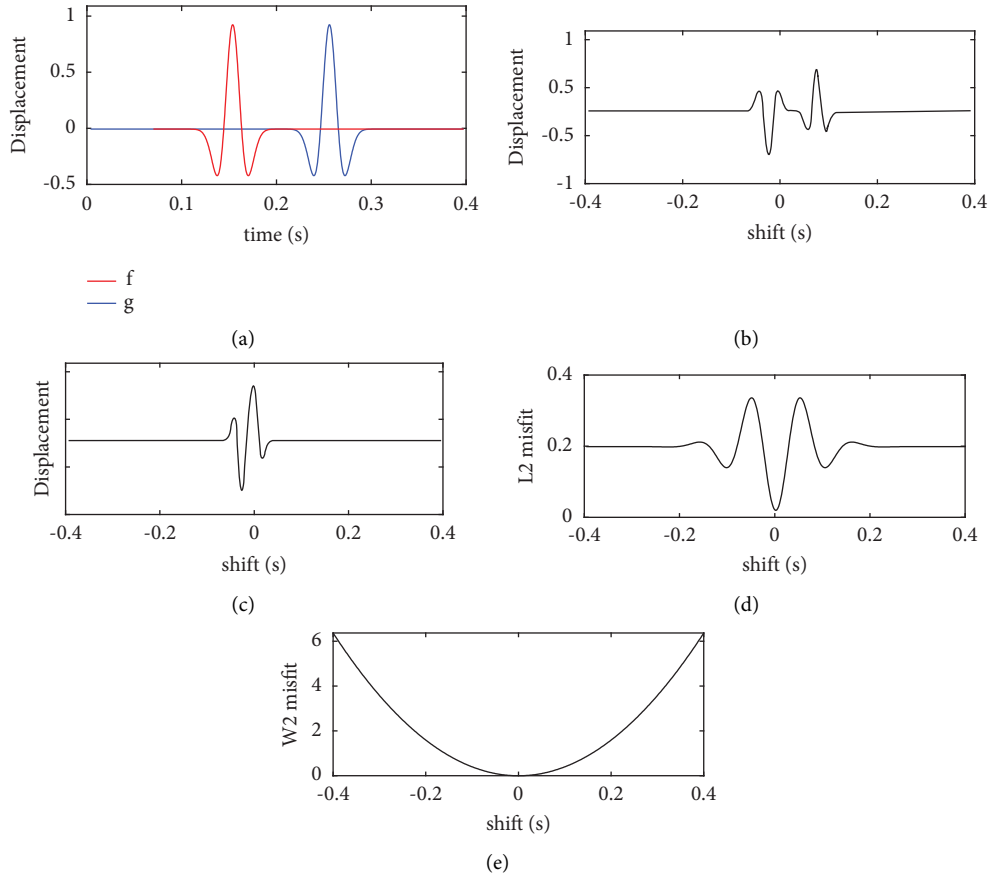 Displacement
1
0.5
0
-0.5
0 0.1 0.2 0.3 0.4
time (s)
f
g
(a)
Displacement
1
0.5
-0.5
-1
-0.4 -0.2 0 0.2 0.4
shift (s)
(b)
Displacement
-0.4 -0.2 0 0.2 0.4
shift (s)
(c)
L2 misfit
0.4
0.2
0
-0.4 -0.2 0 0.2 0.4
shift (s)
(d)
W2 misfit
6
4
2
0
-0.4 -0.2 0 0.2 0.4
shift (s)
(e)